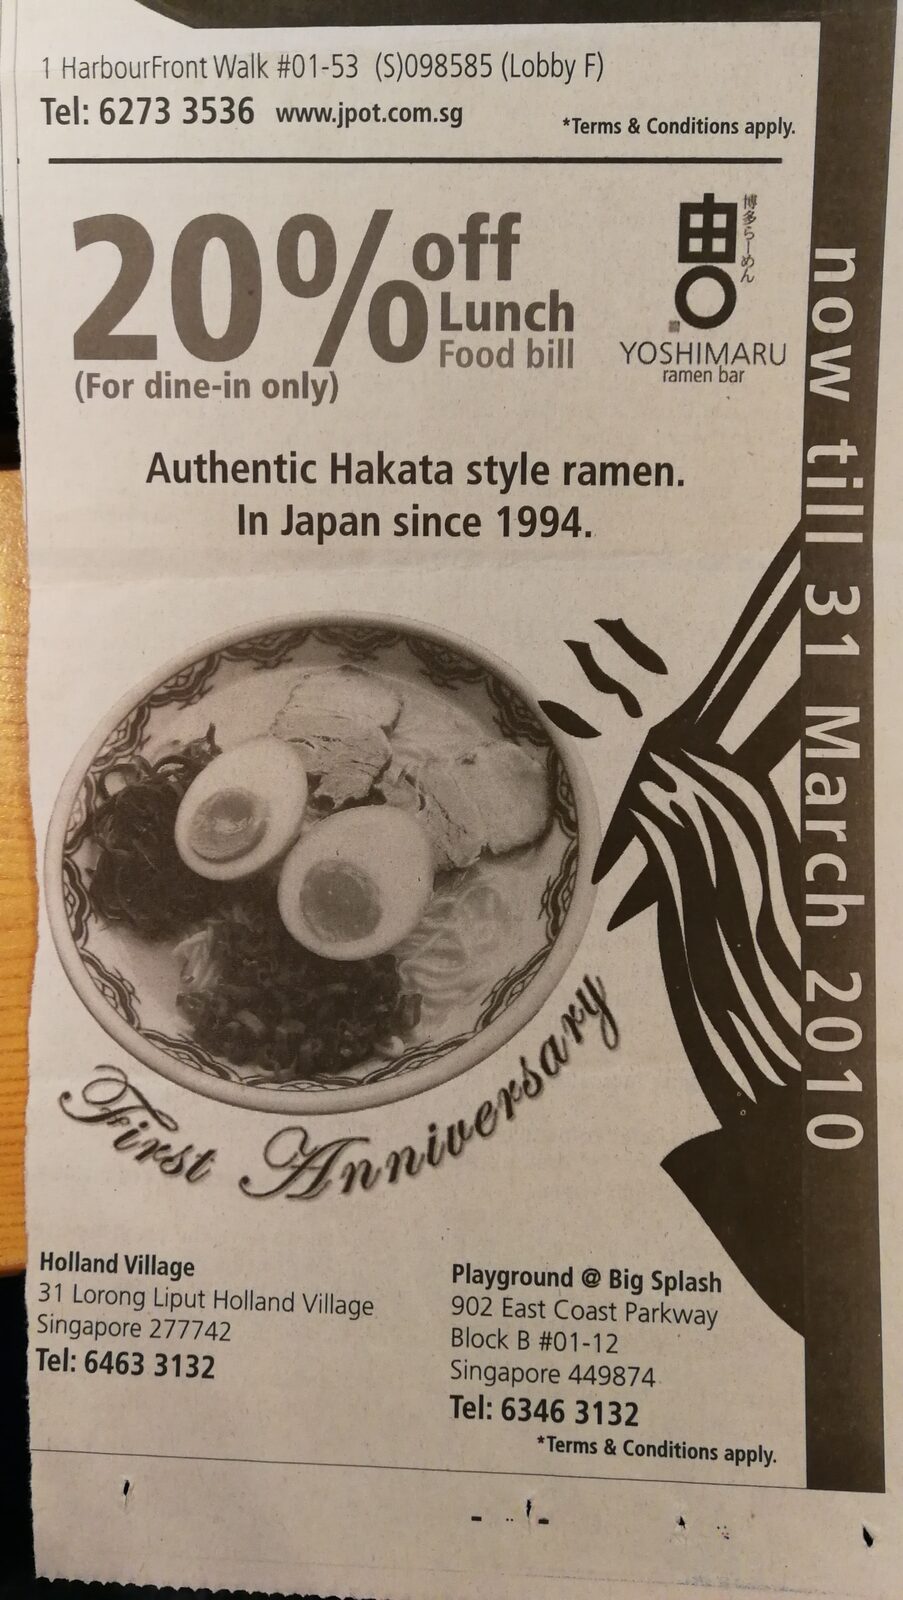 1 HarbourFront Walk #01-53 (S)098585 (Lobby F)
Tel: 6273 3536 www.jpot.com.sg
*Terms & Conditions apply.
20% off
Lunch
Food bill
(For dine-in only)
由
博多らーめん
YOSHIMARU
ramen bar
Authentic Hakata style ramen.
In Japan since 1994.
now till 31 March 2010
First Anniversary
Holland Village
31 Lorong Liput Holland Village
Singapore 277742
Tel: 6463 3132
Playground @ Big Splash
902 East Coast Parkway
Block B #01-12
Singapore 449874
Tel: 6346 3132
*Terms & Conditions apply.